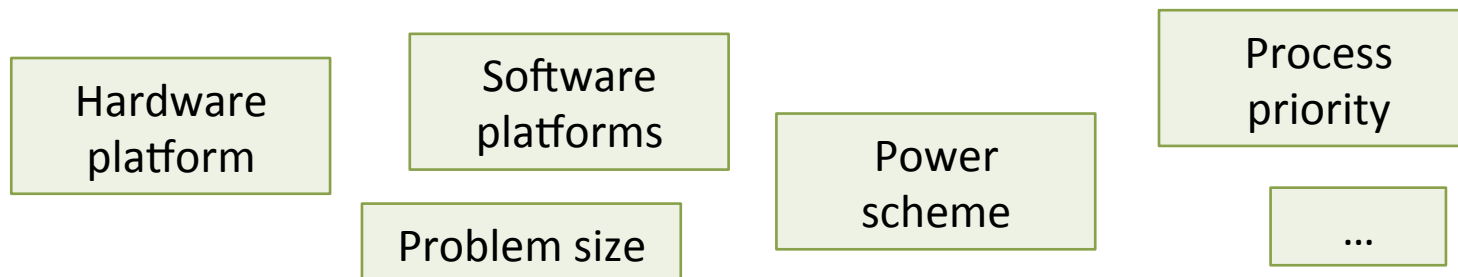 Hardware
platform
Software
platforms
Problem size
Power
scheme
Process
priority
...